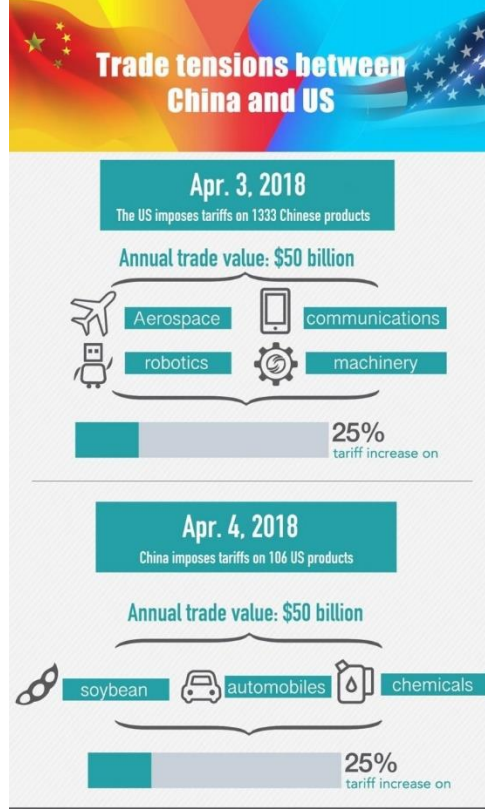 Trade tensions between
China and US
Apr. 3, 2018
The US imposes tariffs on 1333 Chinese products
Annual trade value: $50 billion
Aerospace
communications
robotics
machinery
25%
tariff increase on
Apr. 4, 2018
China imposes tariffs on 106 US products
Annual trade value: $50 billion
soybean
automobiles
chemicals
25%
tariff increase on